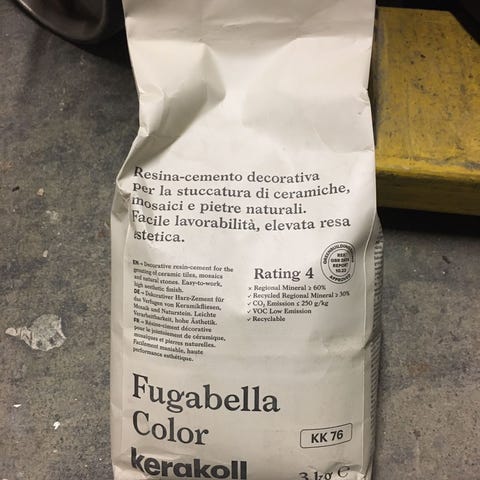 Resina-cemento decorativa
per la stuccatura di ceramiche,
mosaici e pietre naturali.
Facile lavorabilità, elevata resa
estetica.
EN → Decorative resin-cement for the
grouting of ceramic tiles, mosaics
and natural stones. Easy-to-work,
high aesthetic finish.
DE → Dekorativer Harz-Zement für
das Verfugen von Keramikfliesen,
Mosaik und Naturstein. Leichte
Verarbeitbarkeit, hohe Ästhetik.
FR → Résine-ciment décorative
pour le jointoiement de céramique,
mosaïques et pierres naturelles.
Facilement maniable, haute
performance esthétique.
Rating 4
× Regional Mineral ≥ 60%
✓ Recycled Regional Mineral ≥ 30%
✓ CO₂ Emission ≤ 250 g/kg
✓ VOC Low Emission
✓ Recyclable
REPORT
Fugabella
Color
KK 76
kerakoll
3 kg e